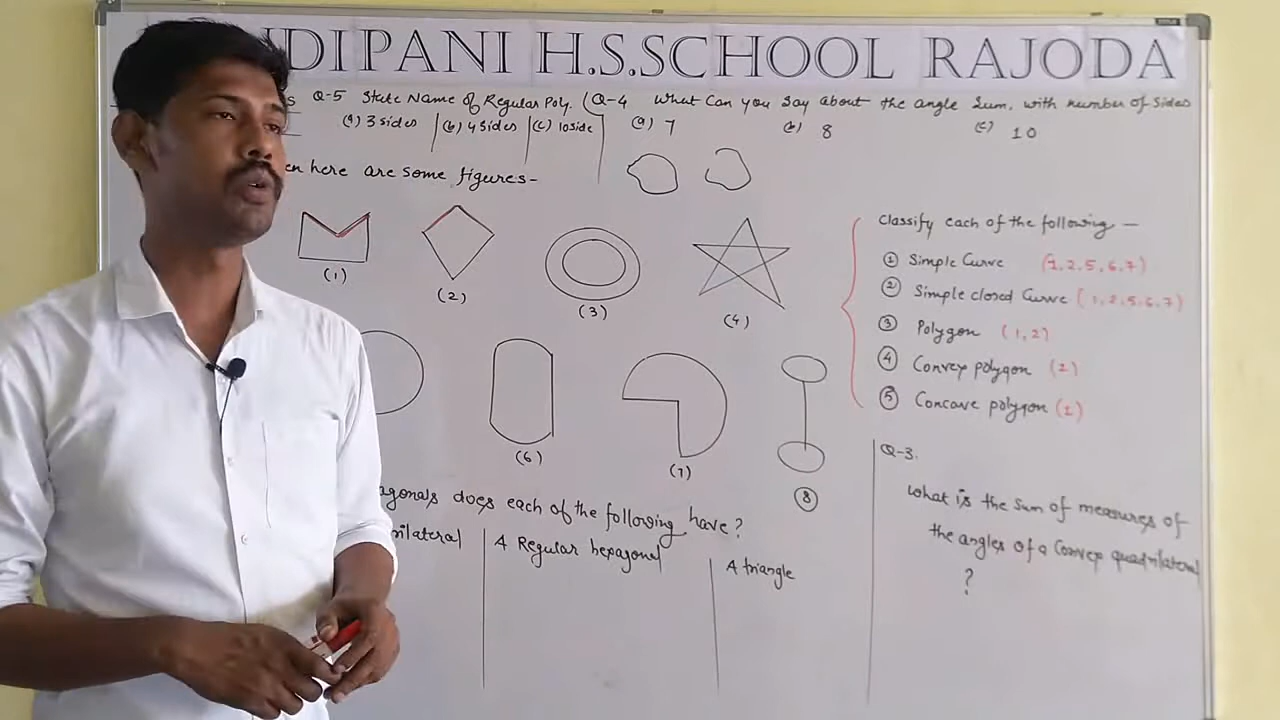 DIPANI H.S.SCHOOL RAJODA
s Q-5 State Name of Regular Poly. (Q-4 What Can you Say about the angle Sum, with number of Sides
(a) 3 sides (b) 4 Sides (c) 10 side (a) 7 (b) 8 (c) 10
en here are some figures-
(1)
(2)
(3)
(4)
Classify each of the following -
① Simple Curve (1,2,5,6,7)
② Simple closed Curve (1,2,5,6,7)
③ Polygon (1,2)
④ Convex polygon (2)
⑤ Concave polygon (1)
(6)
(7)
⑧
agonals does each of the following have?
rilateral
A Regular hexagonal
A triangle
Q-3.
What is the Sum of measures of
the angles of a Convex quadrilateral
?